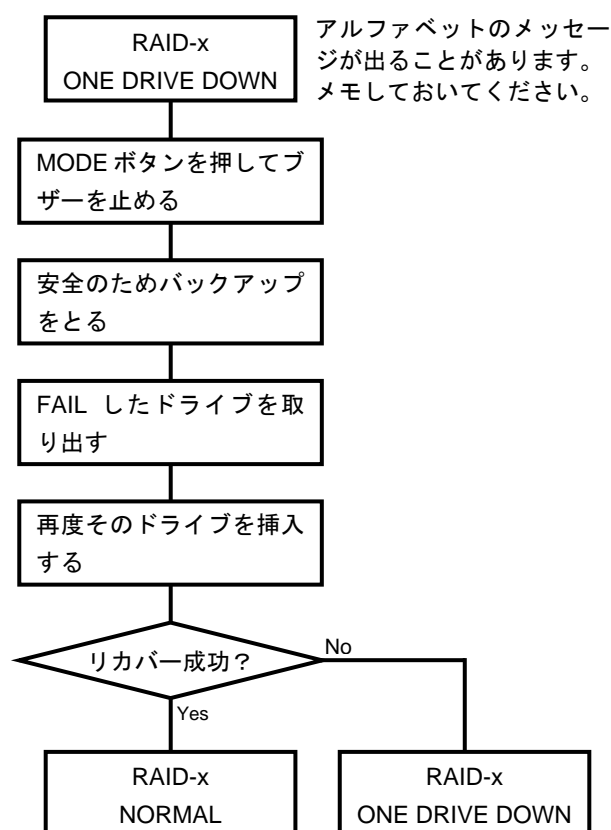 RAID-x
ONE DRIVE DOWN
アルファベットのメッセー
ジが出ることがあります。
メモしておいてください。
MODE ボタンを押してブ
ザーを止める
安全のためバックアップ
をとる
FAIL したドライブを取
り出す
再度そのドライブを挿入
する
リカバー成功？
No
Yes
RAID-x
NORMAL
RAID-x
ONE DRIVE DOWN